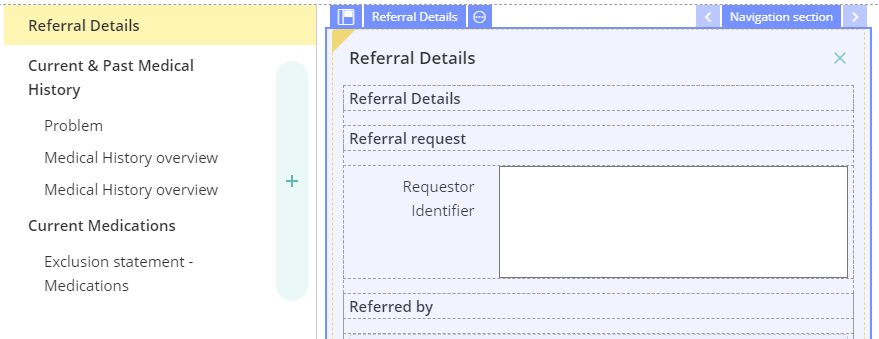 Referral Details
Current & Past Medical
History
Problem
Medical History overview
Medical History overview
+
Current Medications
Exclusion statement -
Medications
Referral Details
Navigation section
Referral Details
Referral Details
Referral request
Requestor
Identifier
Referred by